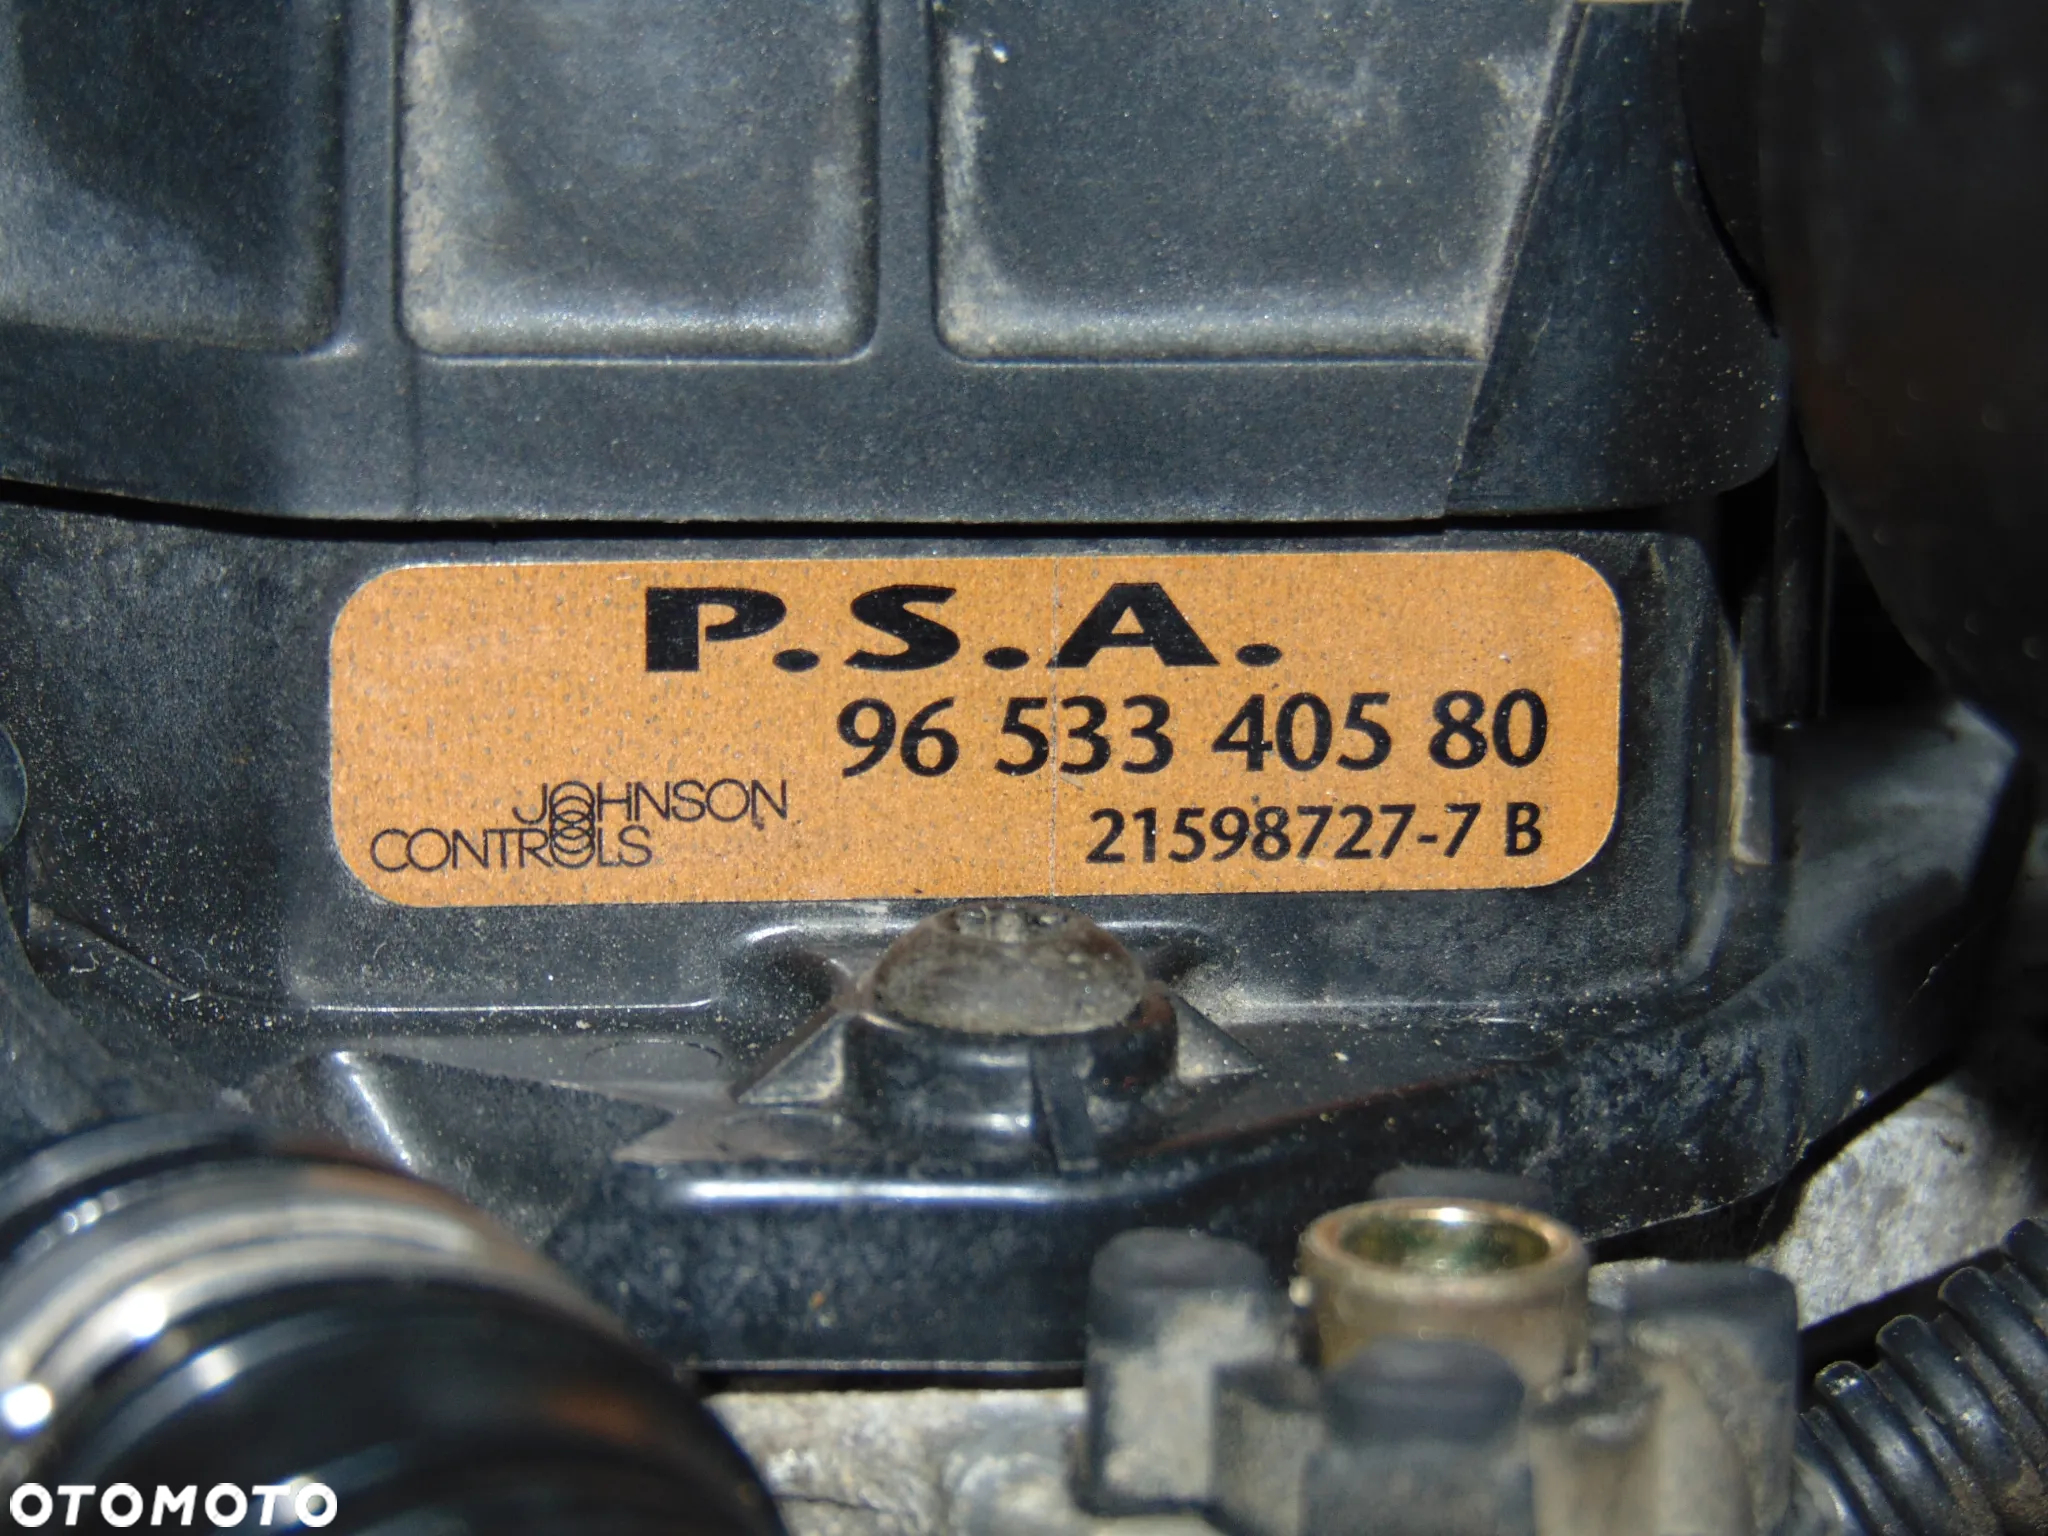 P.S.A.
96 533 405 80
JOHNSON
CONTROLS
21598727-7 B
OTOMOTO